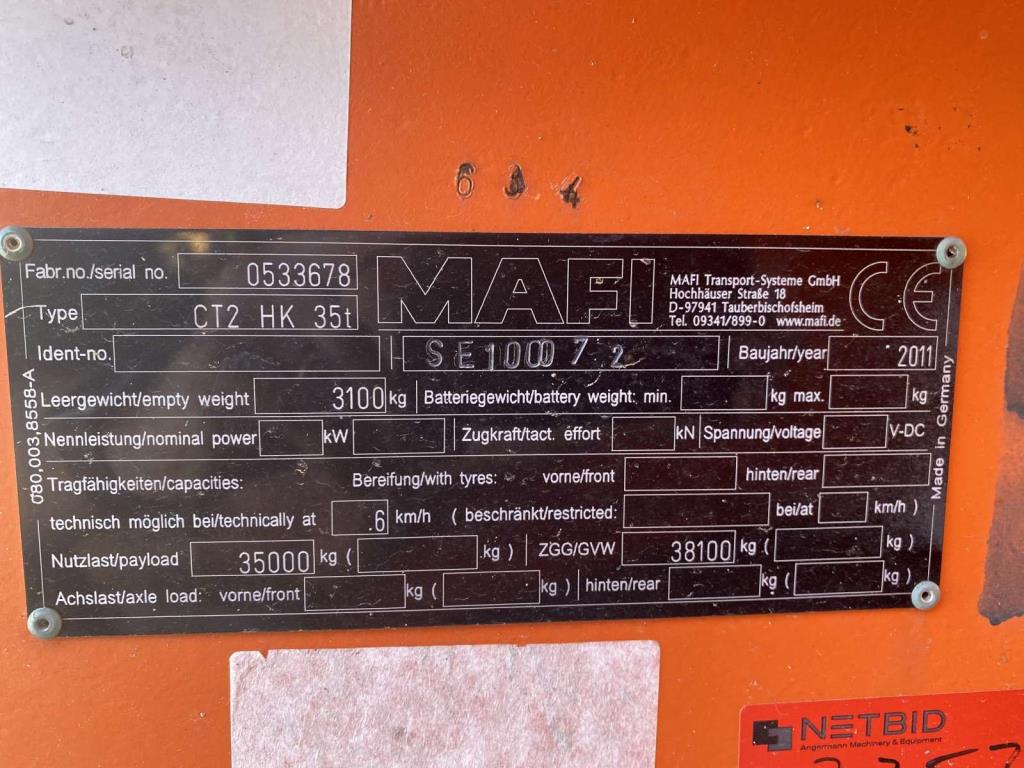 6 4
Fabr.no./serial no. 0533678 MAFI
MAFI Transport-Systeme GmbH
Hochhäuser Straße 18
D-97941 Tauberbischofsheim
Tel. 09341/899-0 www.mafi.de
CE
Type CT2 HK 35t
Ident-no. SE100072 Baujahr/year 2011
Leergewicht/empty weight 3100 kg Batteriegewicht/battery weight: min. kg max. kg
Nennleistung/nominal power kW Zugkraft/tact. effort kN Spannung/voltage V-DC
Tragfähigkeiten/capacities: Bereifung/with tyres: vorne/front hinten/rear
technisch möglich bei/technically at .6 km/h ( beschränkt/restricted: bei/at km/h )
Nutzlast/payload 35000 kg ( kg ) ZGG/GVW 38100 kg ( kg )
Achslast/axle load: vorne/front kg ( kg ) hinten/rear kg ( kg )
080,003,8558-A
Made in Germany
NETBID
Angermann Machinery & Equipment